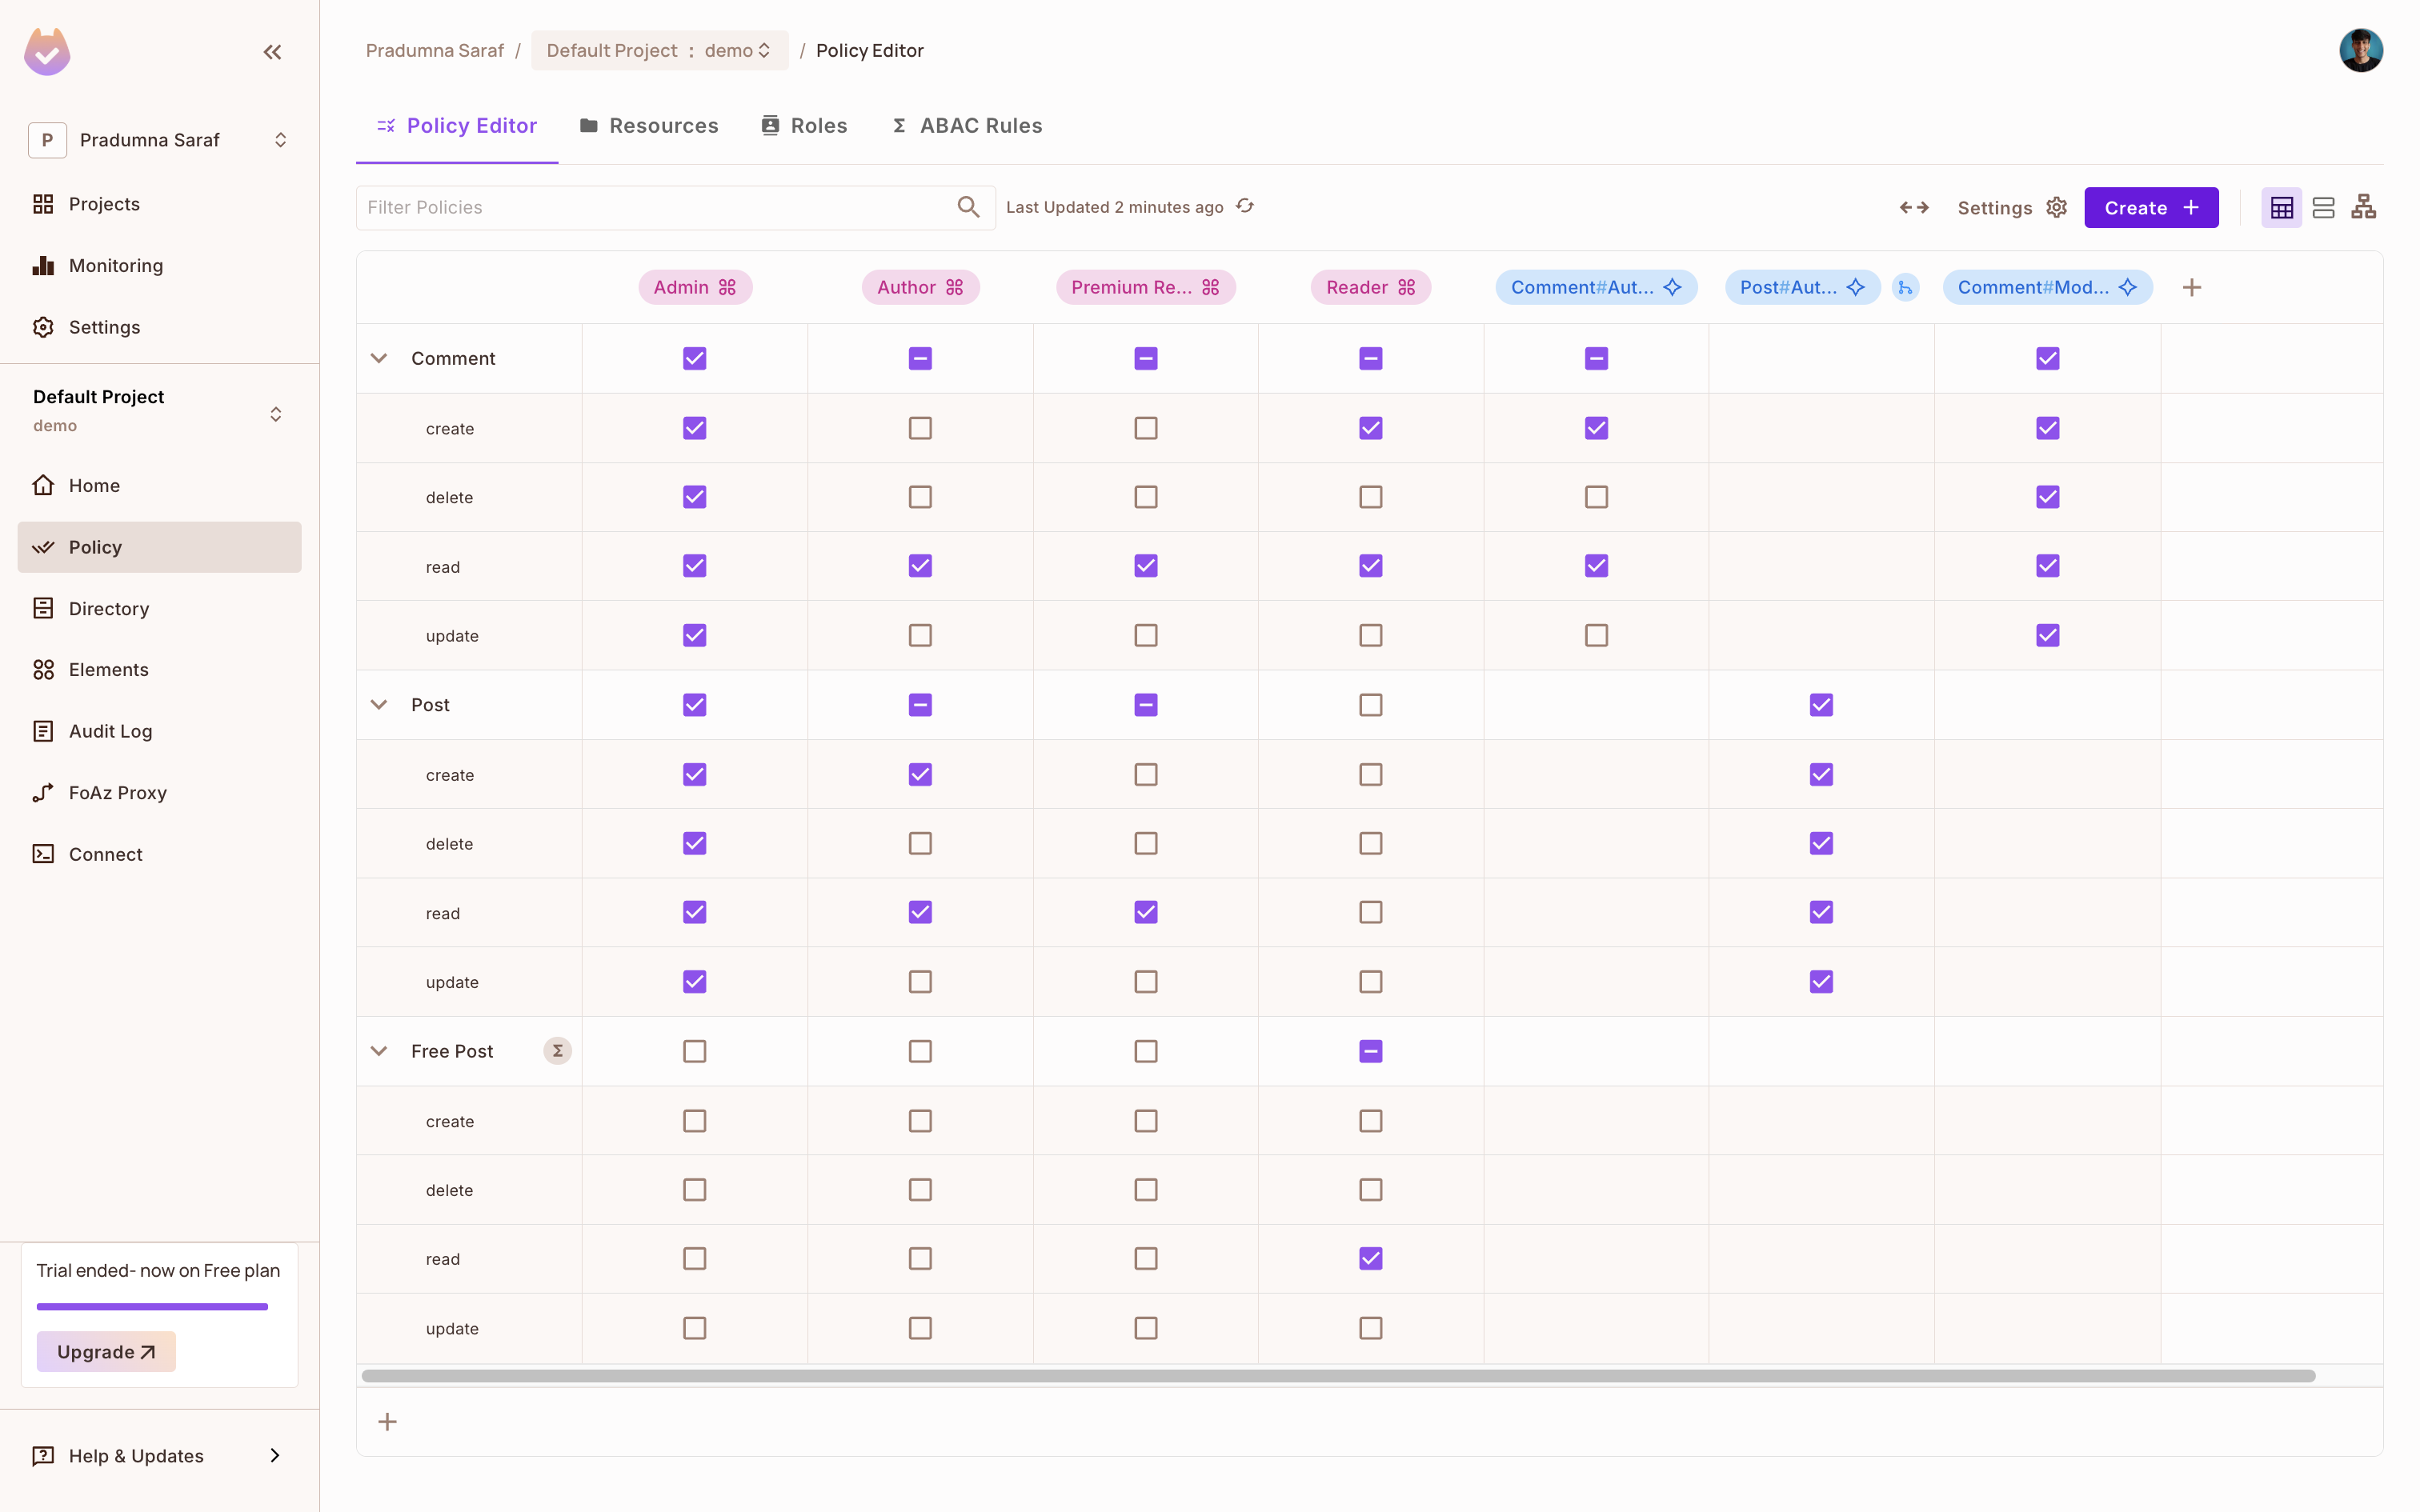 Pradumna Saraf / Default Project : demo / Policy Editor
P Pradumna Saraf
Projects
Monitoring
Settings
Default Project
demo
Home
Policy
Directory
Elements
Audit Log
FoAz Proxy
Connect
Trial ended- now on Free plan
Upgrade
Help & Updates
Policy Editor Resources Roles Σ ABAC Rules
Filter Policies Last Updated 2 minutes ago Settings Create +
Admin Author Premium Re... Reader Comment#Aut... Post#Aut... Comment#Mod... +
Comment
create
delete
read
update
Post
create
delete
read
update
Free Post Σ
create
delete
read
update
+